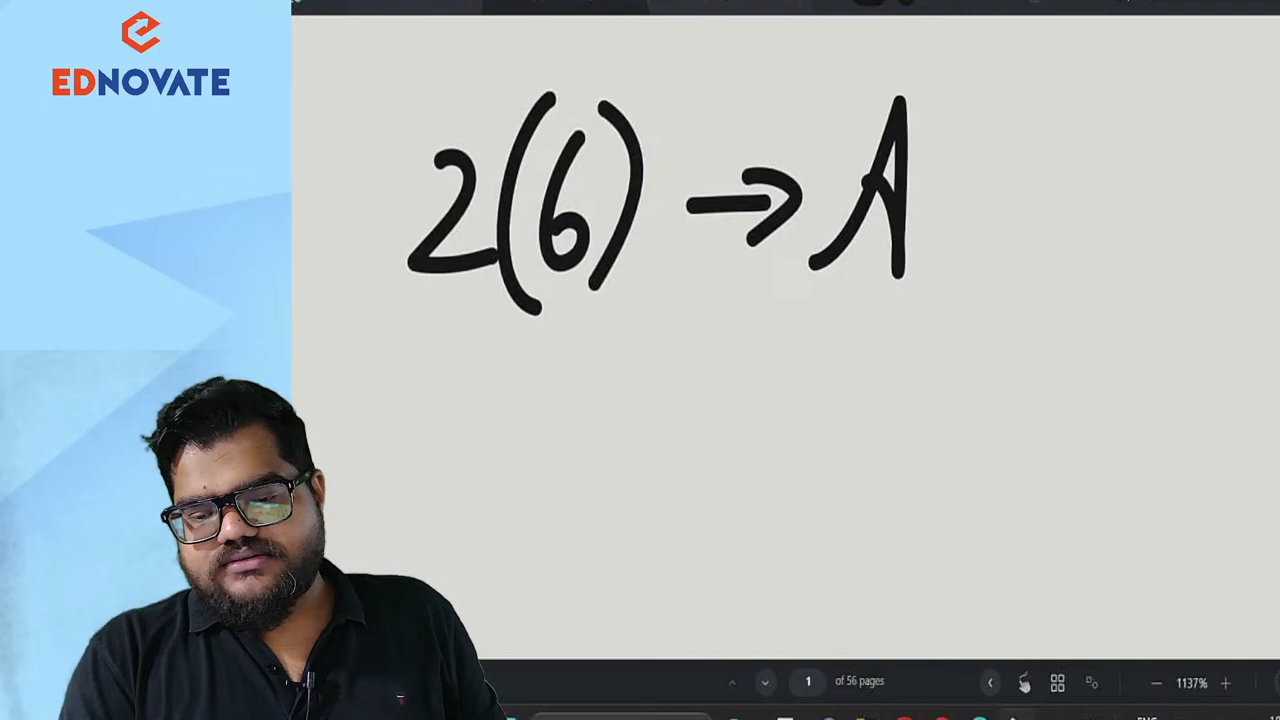 EDNOVATE
2(6) → A
1 of 56 pages
1137%